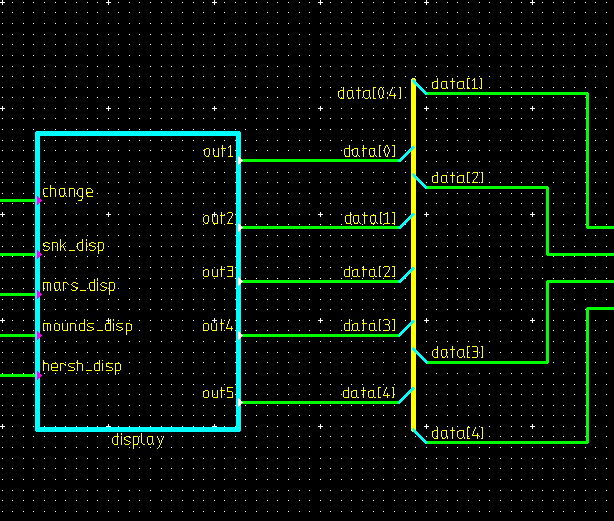 data[0:4]
data[1]
out1
data[0]
data[2]
change
out2
data[1]
snk_disp
out3
data[2]
mars_disp
mounds_disp
out4
data[3]
data[3]
hersh_disp
out5
data[4]
data[4]
display